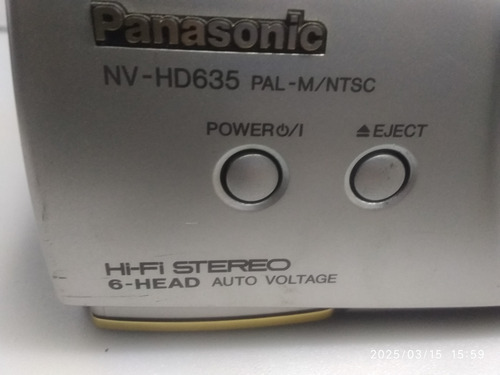 Panasonic
NV-HD635 PAL-M/NTSC
POWER⏻/I ⏏EJECT
Hi-Fi STEREO
6-HEAD AUTO VOLTAGE
2025/03/15 15:59